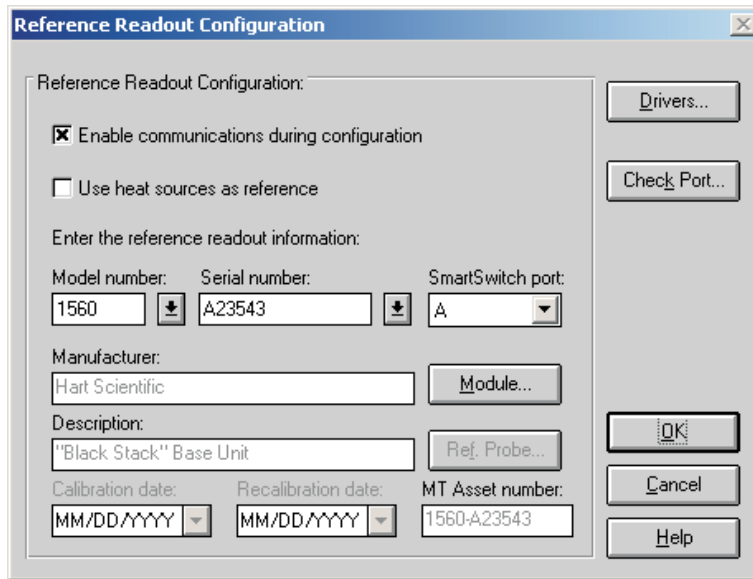 Reference Readout Configuration
Reference Readout Configuration:
Drivers...
Enable communications during configuration
Check Port...
Use heat sources as reference
Enter the reference readout information:
Model number: Serial number: SmartSwitch port:
1560 A23543 A
Manufacturer:
Hart Scientific Module...
Description:
"Black Stack" Base Unit Ref. Probe... OK
Calibration date: Recalibration date: MT Asset number: Cancel
MM/DD/YYYY MM/DD/YYYY 1560-A23543
Help